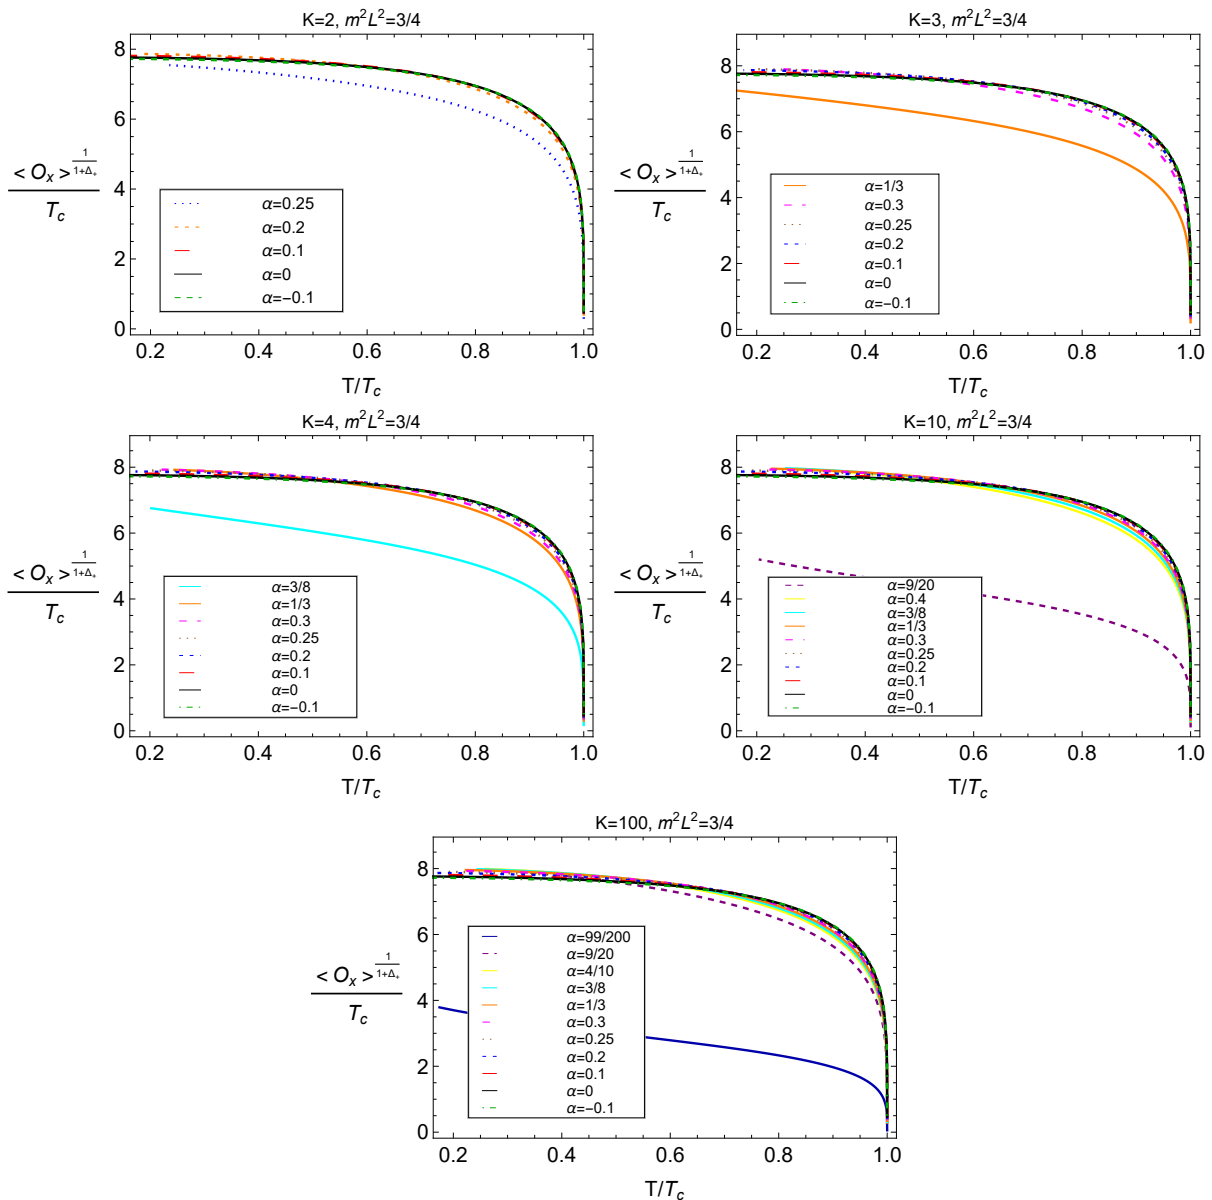 K=2, m²L²=3/4
8
6
4
2
0
0.2 0.4 0.6 0.8 1.0
<O_x>^{1/(1+Δ₊)}
T_c
α=0.25
α=0.2
α=0.1
α=0
α=−0.1
T/T_c
K=3, m²L²=3/4
8
6
4
2
0
0.2 0.4 0.6 0.8 1.0
<O_x>^{1/(1+Δ₊)}
T_c
α=1/3
α=0.3
α=0.25
α=0.2
α=0.1
α=0
α=−0.1
T/T_c
K=4, m²L²=3/4
8
6
4
2
0
0.2 0.4 0.6 0.8 1.0
<O_x>^{1/(1+Δ₊)}
T_c
α=3/8
α=1/3
α=0.3
α=0.25
α=0.2
α=0.1
α=0
α=−0.1
T/T_c
K=10, m²L²=3/4
8
6
4
2
0
0.2 0.4 0.6 0.8 1.0
<O_x>^{1/(1+Δ₊)}
T_c
α=9/20
α=0.4
α=3/8
α=1/3
α=0.3
α=0.25
α=0.2
α=0.1
α=0
α=−0.1
T/T_c
K=100, m²L²=3/4
8
6
4
2
0
0.2 0.4 0.6 0.8 1.0
<O_x>^{1/(1+Δ₊)}
T_c
α=99/200
α=9/20
α=4/10
α=3/8
α=1/3
α=0.3
α=0.25
α=0.2
α=0.1
α=0
α=−0.1
T/T_c